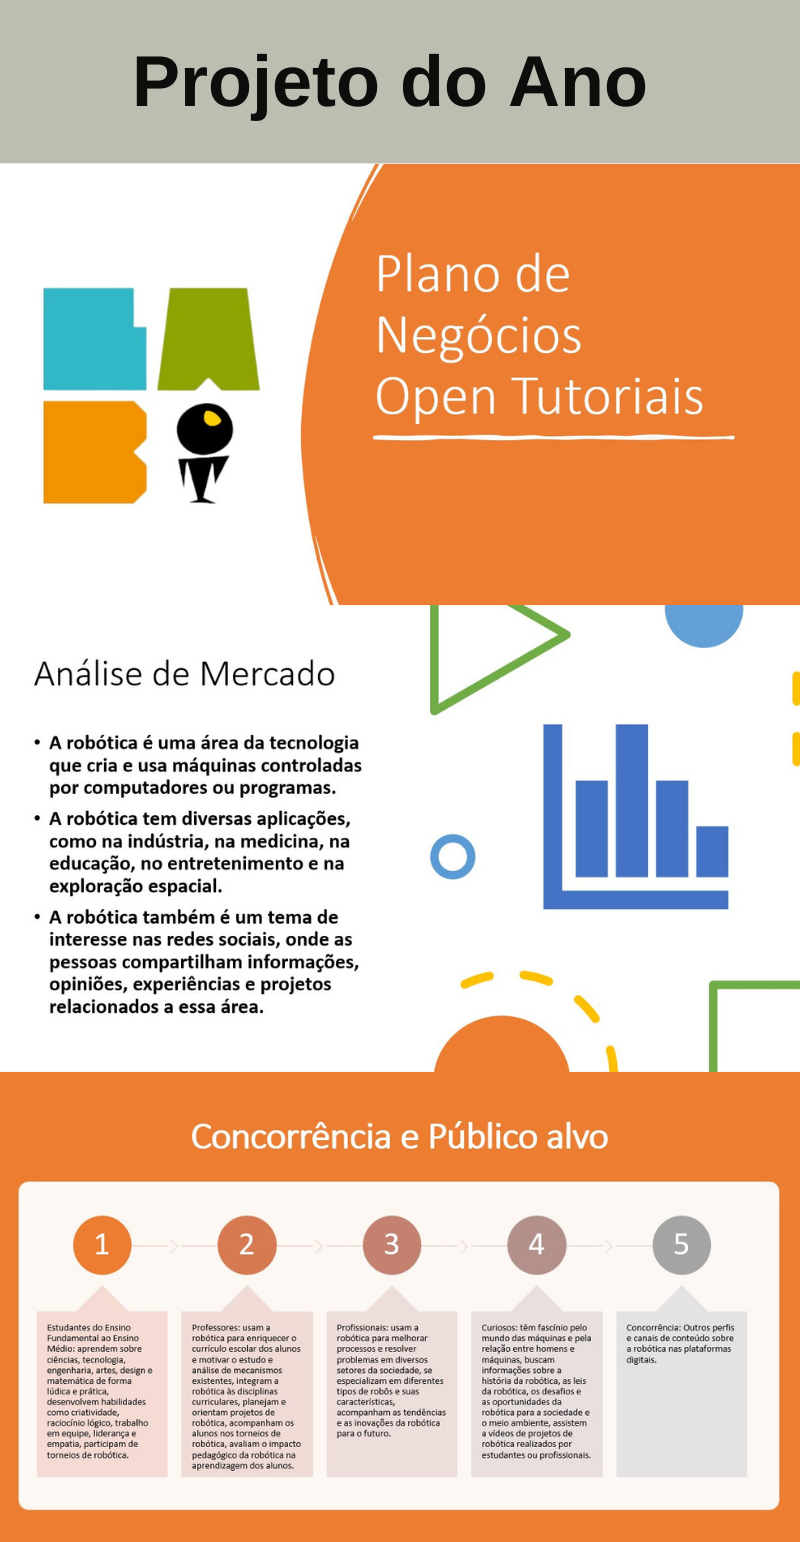 Projeto do Ano
Plano de
Negócios
Open Tutoriais
Análise de Mercado
• A robótica é uma área da tecnologia
que cria e usa máquinas controladas
por computadores ou programas.
• A robótica tem diversas aplicações,
como na indústria, na medicina, na
educação, no entretenimento e na
exploração espacial.
• A robótica também é um tema de
interesse nas redes sociais, onde as
pessoas compartilham informações,
opiniões, experiências e projetos
relacionados a essa área.
Concorrência e Público alvo
1
Estudantes do Ensino
Fundamental ao Ensino
Médio: aprendem sobre
ciências, tecnologia,
engenharia, artes, design e
matemática de forma
lúdica e prática,
desenvolvem habilidades
como criatividade,
raciocínio lógico, trabalho
em equipe, liderança e
empatia, participam de
torneios de robótica.
2
Professores: usam a
robótica para enriquecer o
currículo escolar dos alunos
e motivar o estudo e
análise de mecanismos
existentes, integram a
robótica às disciplinas
curriculares, planejam e
orientam projetos de
robótica, acompanham os
alunos nos torneios de
robótica, avaliam o impacto
pedagógico da robótica na
aprendizagem dos alunos.
3
Profissionais: usam a
robótica para melhorar
processos e resolver
problemas em diversos
setores da sociedade, se
especializam em diferentes
tipos de robôs e suas
características,
acompanham as tendências
e as inovações da robótica
para o futuro.
4
Curiosos: têm fascínio pelo
mundo das máquinas e pela
relação entre homens e
máquinas, buscam
informações sobre a
história da robótica, as leis
da robótica, os desafios e
as oportunidades da
robótica para a sociedade e
o meio ambiente, assistem
a vídeos de projetos de
robótica realizados por
estudantes ou profissionais.
5
Concorrência: Outros perfis
e canais de conteúdo sobre
a robótica nas plataformas
digitais.